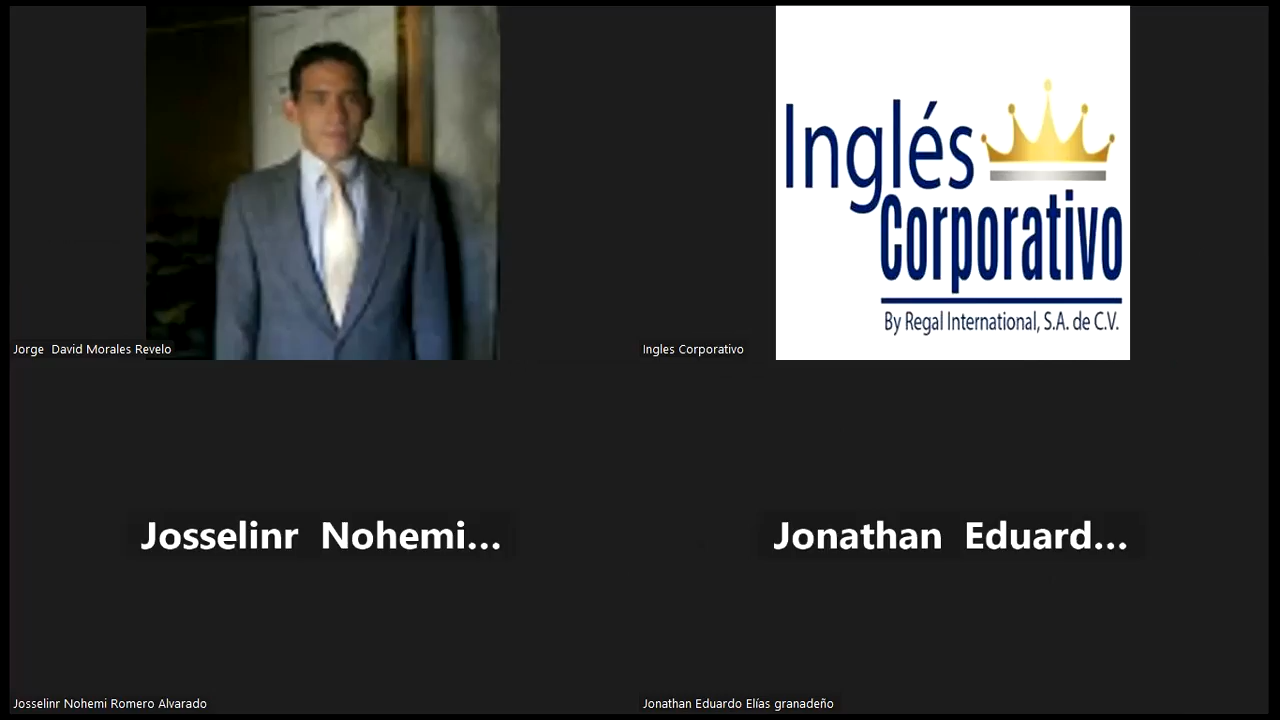 Inglés
Corporativo
By Regal International, S.A. de C.V.
Jorge  David Morales Revelo
Ingles Corporativo
Josselinr  Nohemi...
Jonathan  Eduard...
Josselinr Nohemi Romero Alvarado
Jonathan Eduardo Elías granadeño